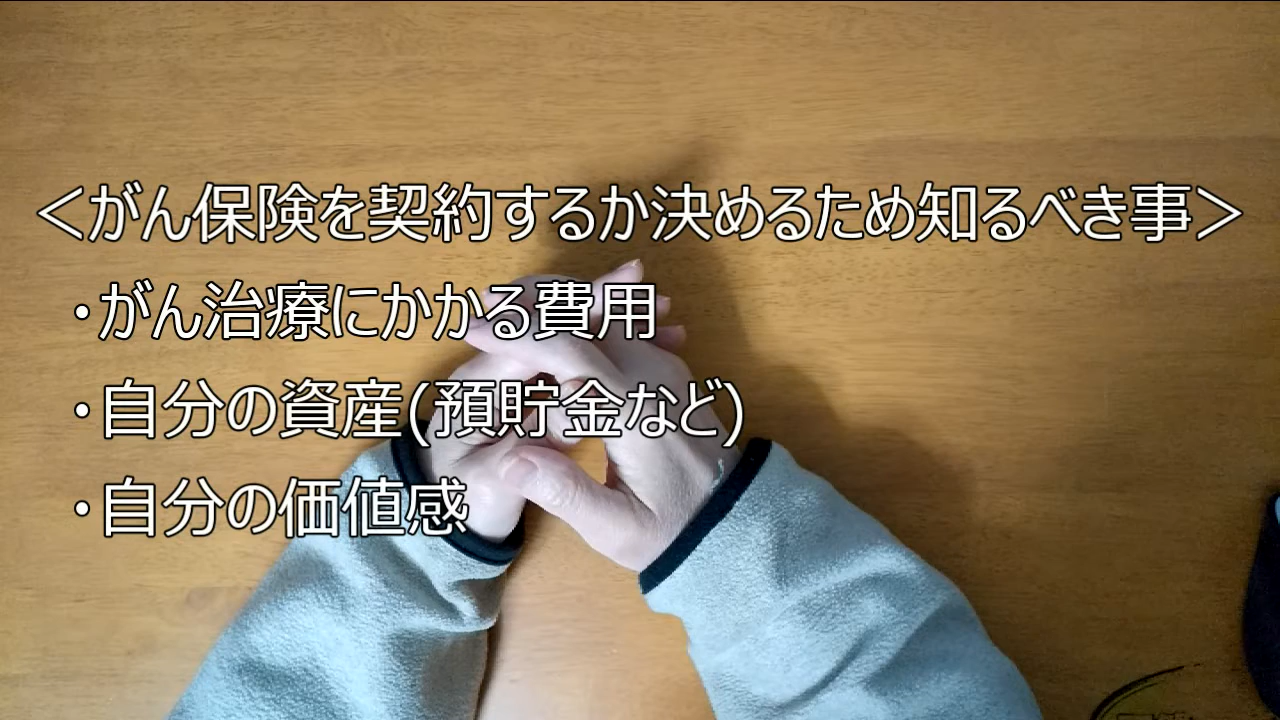 ＜がん保険を契約するか決めるため知るべき事＞
・がん治療にかかる費用
・自分の資産(預貯金など)
・自分の価値感